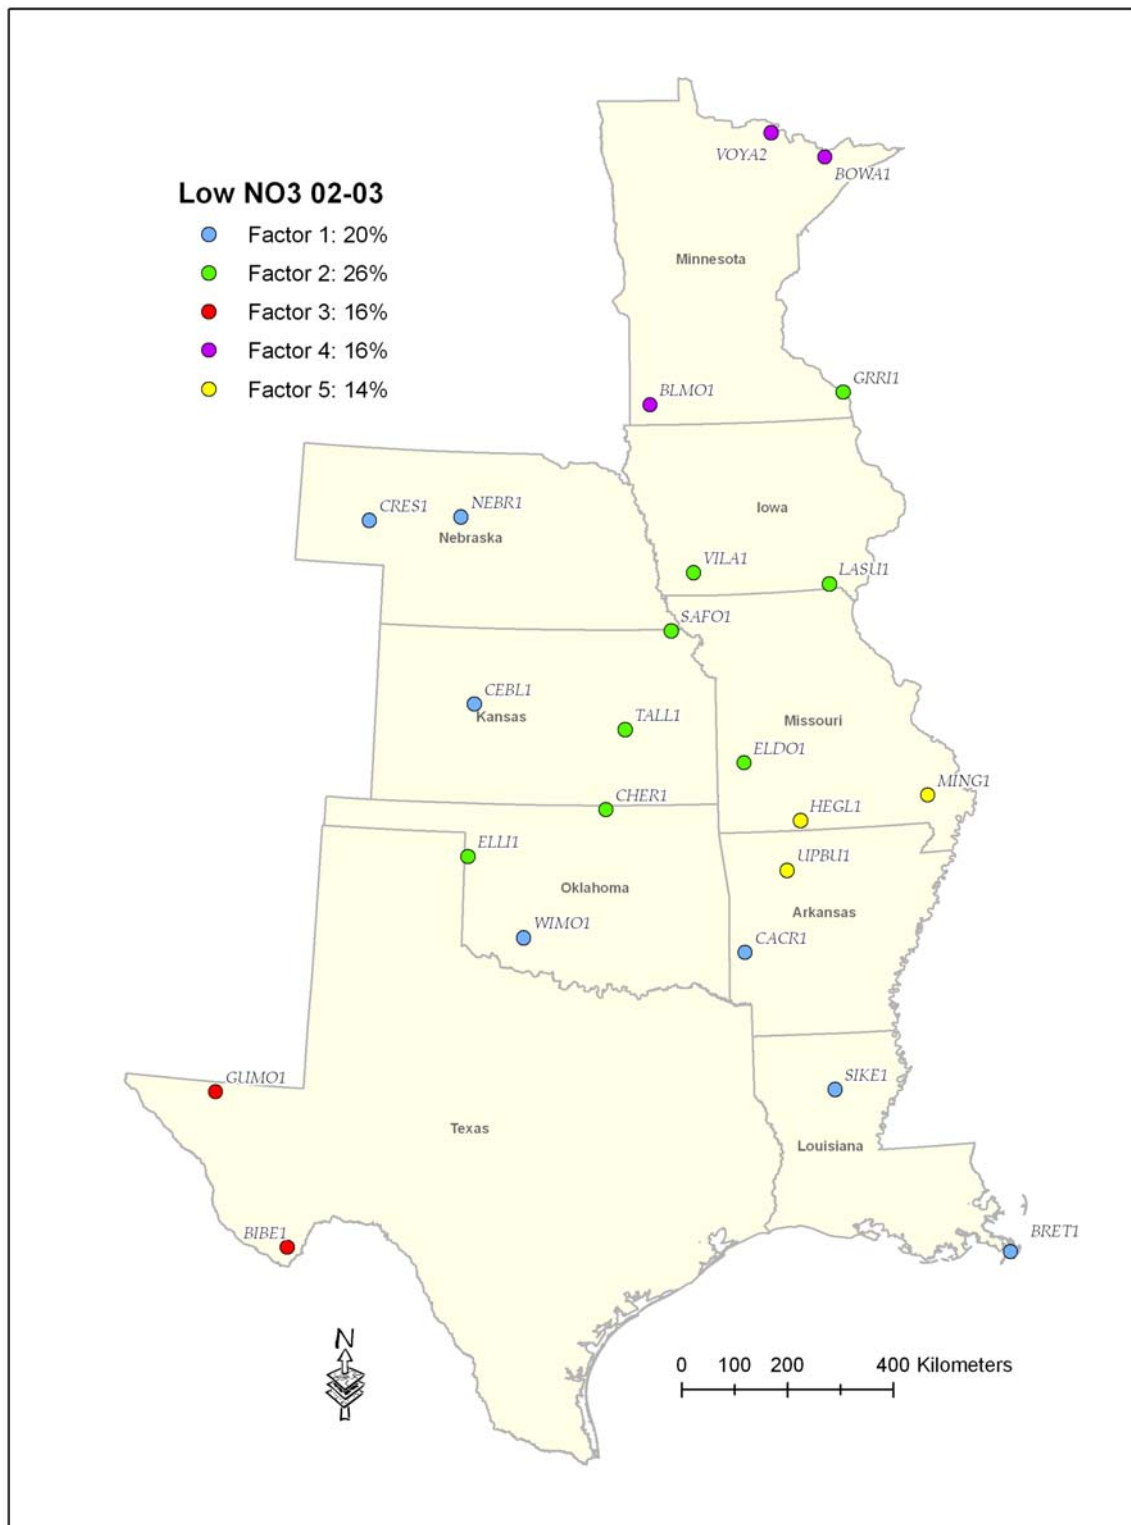 VOYA2
BOWA1
Low NO3 02-03
Factor 1: 20%
Factor 2: 26%
Factor 3: 16%
Factor 4: 16%
Factor 5: 14%
Minnesota
GRRI1
BLMO1
CRES1
NEBR1
Nebraska
Iowa
VILA1
LASU1
SAFO1
CEBL1
Kansas
TALL1
Missouri
ELDO1
MING1
CHER1
HEGL1
ELLI1
UPBU1
Oklahoma
Arkansas
WIMO1
CACR1
GUMO1
SIKE1
Texas
Louisiana
BIBE1
BRET1
N
0 100 200 400 Kilometers